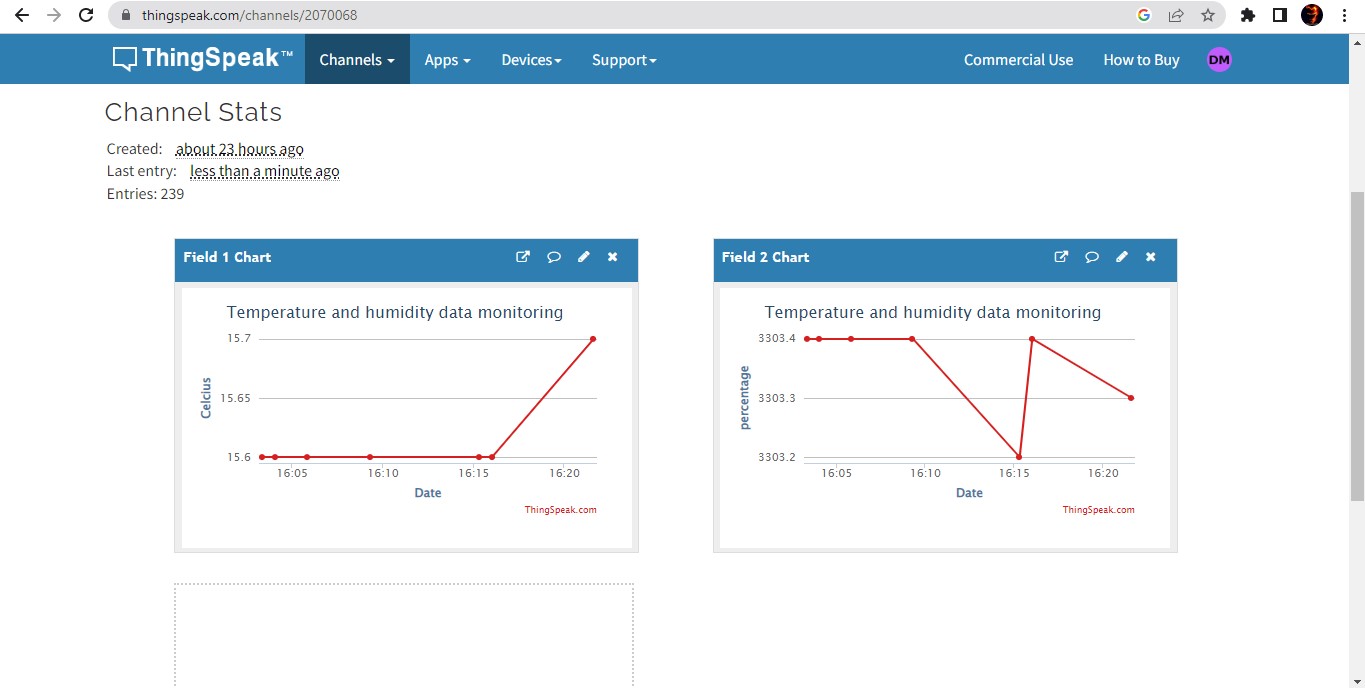 thingspeak.com/channels/2070068
ThingSpeak™ Channels Apps Devices Support Commercial Use How to Buy DM
Channel Stats
Created: about 23 hours ago
Last entry: less than a minute ago
Entries: 239
Field 1 Chart
Temperature and humidity data monitoring
Celcius
15.7
15.65
15.6
16:05 16:10 16:15 16:20
Date
ThingSpeak.com
Field 2 Chart
Temperature and humidity data monitoring
percentage
3303.4
3303.3
3303.2
16:05 16:10 16:15 16:20
Date
ThingSpeak.com